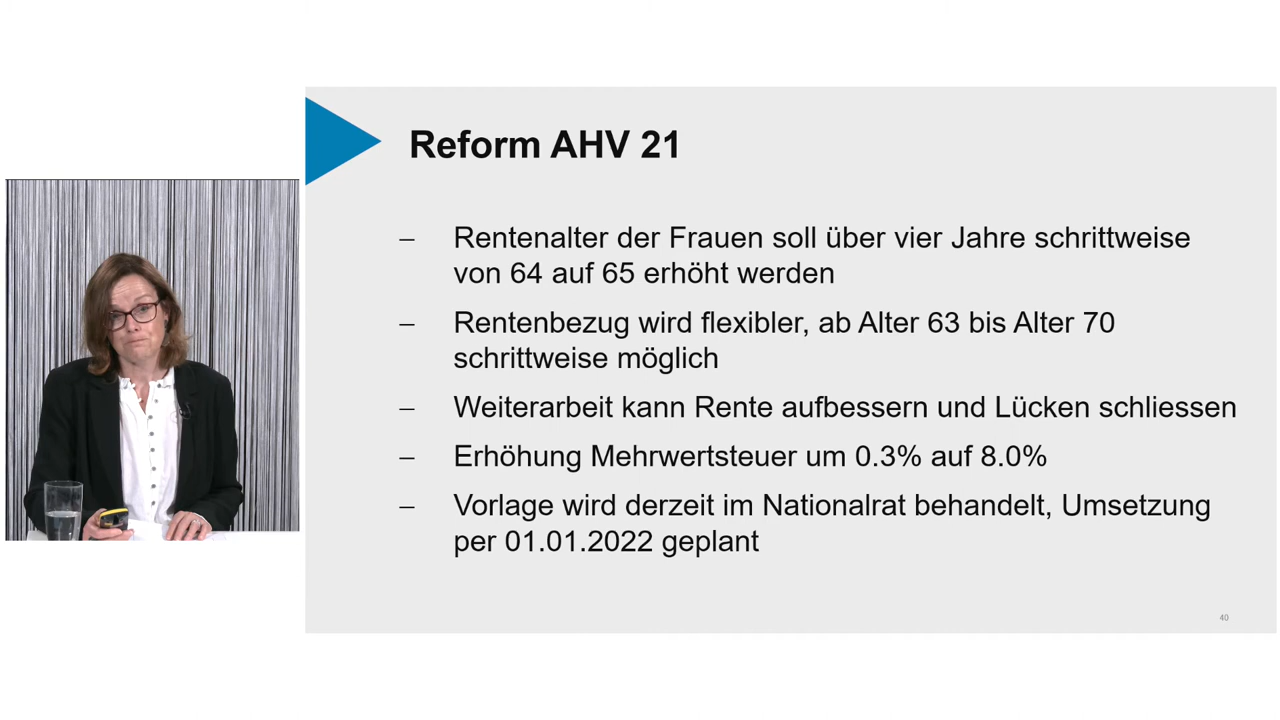 Reform AHV 21
– Rentenalter der Frauen soll über vier Jahre schrittweise
von 64 auf 65 erhöht werden
– Rentenbezug wird flexibler, ab Alter 63 bis Alter 70
schrittweise möglich
– Weiterarbeit kann Rente aufbessern und Lücken schliessen
– Erhöhung Mehrwertsteuer um 0.3% auf 8.0%
– Vorlage wird derzeit im Nationalrat behandelt, Umsetzung
per 01.01.2022 geplant
40